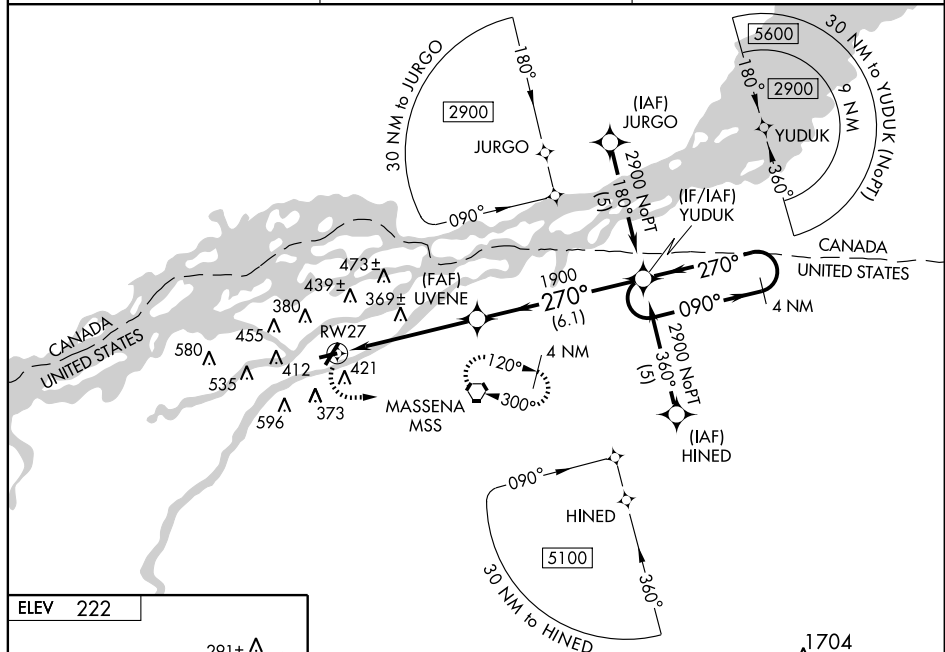 30 NM to JURGO
180°
2900
JURGO
090°
(IAF)
JURGO
2900 NoPT
180°
(5)
5600
30 NM to YUDUK (NoPT)
180°
2900
9 NM
YUDUK
360°
(IF/IAF)
YUDUK
CANADA
UNITED STATES
473±
439±
369±
380
455
(FAF)
UVENE
1900
270°
(6.1)
270°
090°
4 NM
CANADA
UNITED STATES
580
535
412
RW27
421
596
373
MASSENA
MSS
120°
4 NM
300°
2900 NoPT
360°
(5)
(IAF)
HINED
090°
HINED
5100
360°
30 NM to HINED
ELEV 222
291±
1704